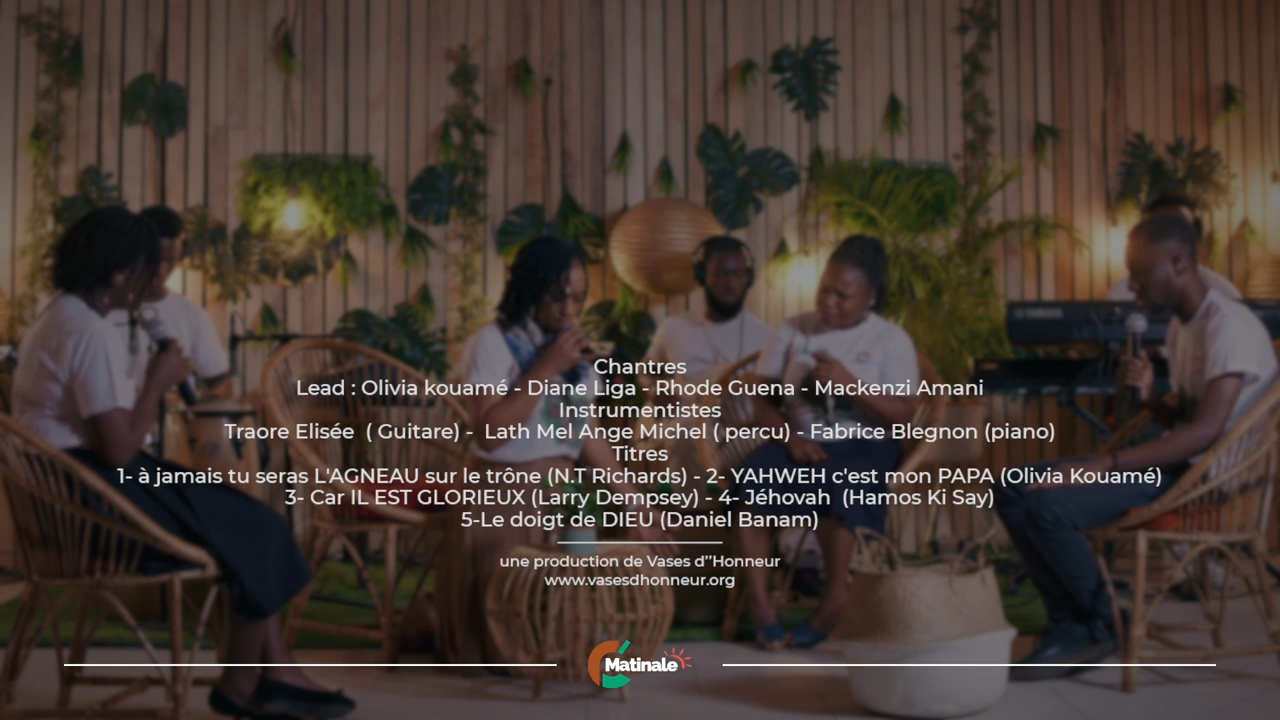 Chantres
Lead : Olivia kouamé - Diane Liga - Rhode Guena - Mackenzi Amani
Instrumentistes
Traore Elisée  ( Guitare) -  Lath Mel Ange Michel ( percu) - Fabrice Blegnon (piano)
Titres
1- à jamais tu seras L'AGNEAU sur le trône (N.T Richards) - 2- YAHWEH c'est mon PAPA (Olivia Kouamé)
3- Car IL EST GLORIEUX (Larry Dempsey) - 4- Jéhovah  (Hamos Ki Say)
5-Le doigt de DIEU (Daniel Banam)
une production de Vases d''Honneur
www.vasesdhonneur.org
Matinale